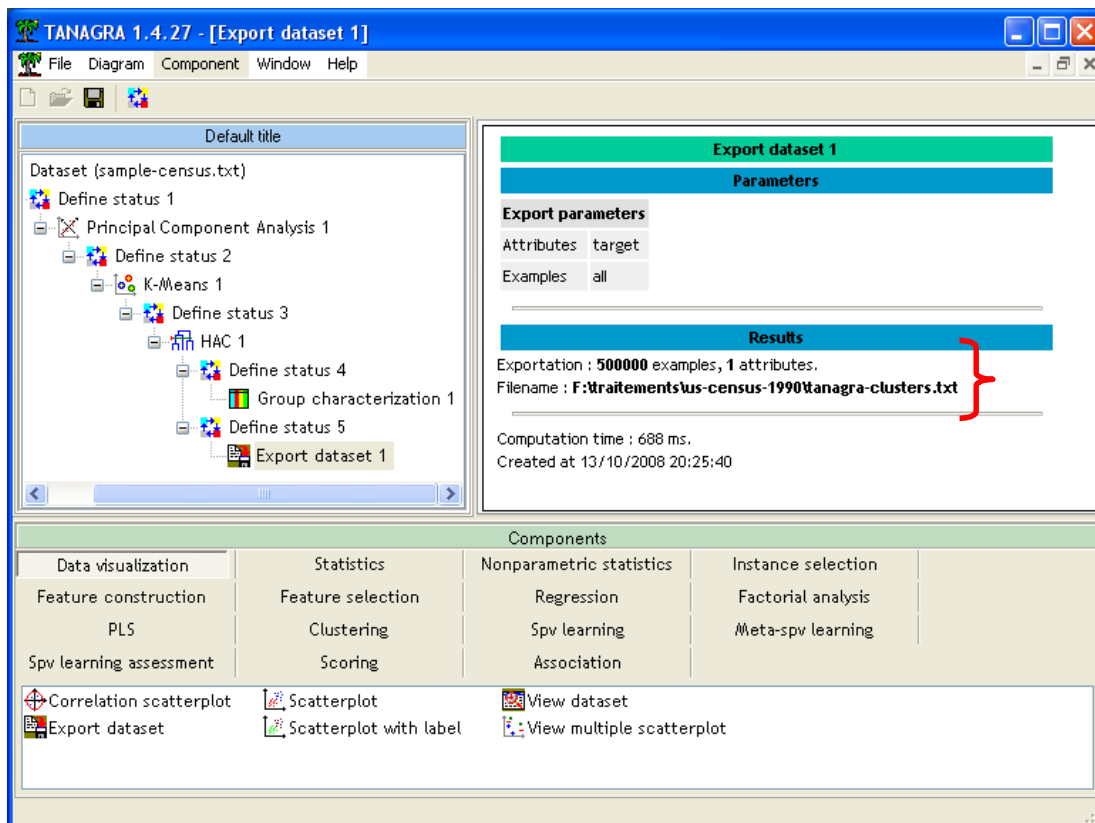 TANAGRA 1.4.27 - [Export dataset 1]
File Diagram Component Window Help
Default title
Dataset (sample-census.txt)
Define status 1
Principal Component Analysis 1
Define status 2
K-Means 1
Define status 3
HAC 1
Define status 4
Group characterization 1
Define status 5
Export dataset 1
Export dataset 1
Parameters
Export parameters
Attributes target
Examples all
Results
Exportation : 500000 examples, 1 attributes.
Filename : F:\traitements\us-census-1990\tanagra-clusters.txt
Computation time : 688 ms.
Created at 13/10/2008 20:25:40
Components
Data visualization Statistics Nonparametric statistics Instance selection
Feature construction Feature selection Regression Factorial analysis
PLS Clustering Spv learning Meta-spv learning
Spv learning assessment Scoring Association
Correlation scatterplot Scatterplot View dataset
Export dataset Scatterplot with label View multiple scatterplot